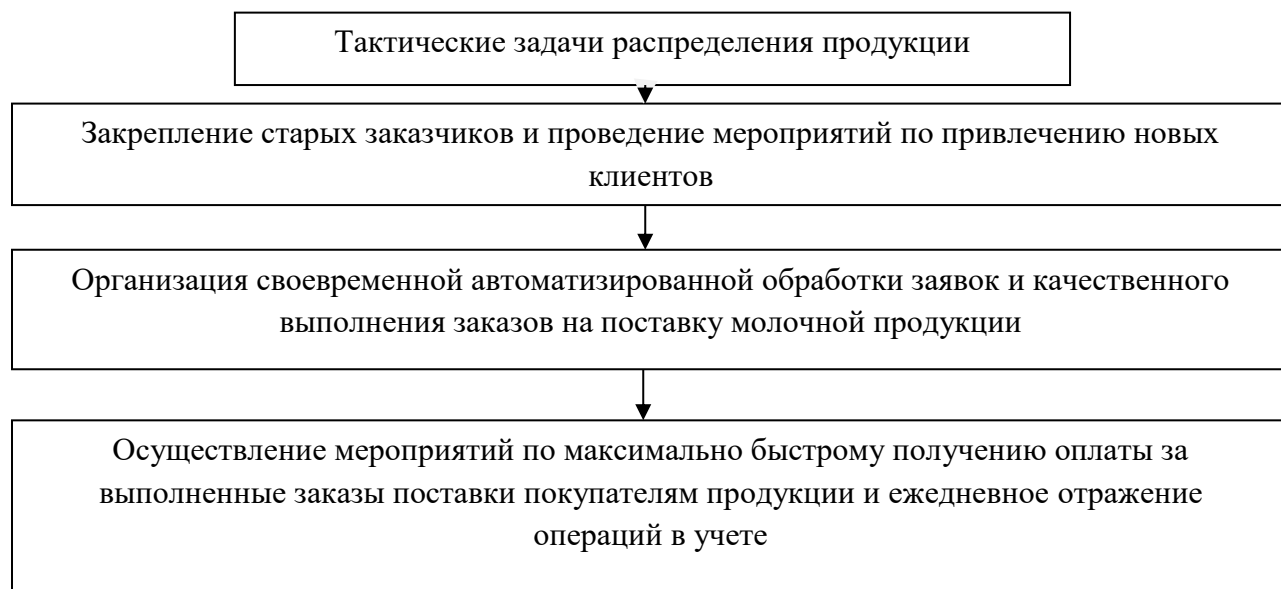 Тактические задачи распределения продукции
Закрепление старых заказчиков и проведение мероприятий по привлечению новых
клиентов
Организация своевременной автоматизированной обработки заявок и качественного
выполнения заказов на поставку молочной продукции
Осуществление мероприятий по максимально быстрому получению оплаты за
выполненные заказы поставки покупателям продукции и ежедневное отражение
операций в учете